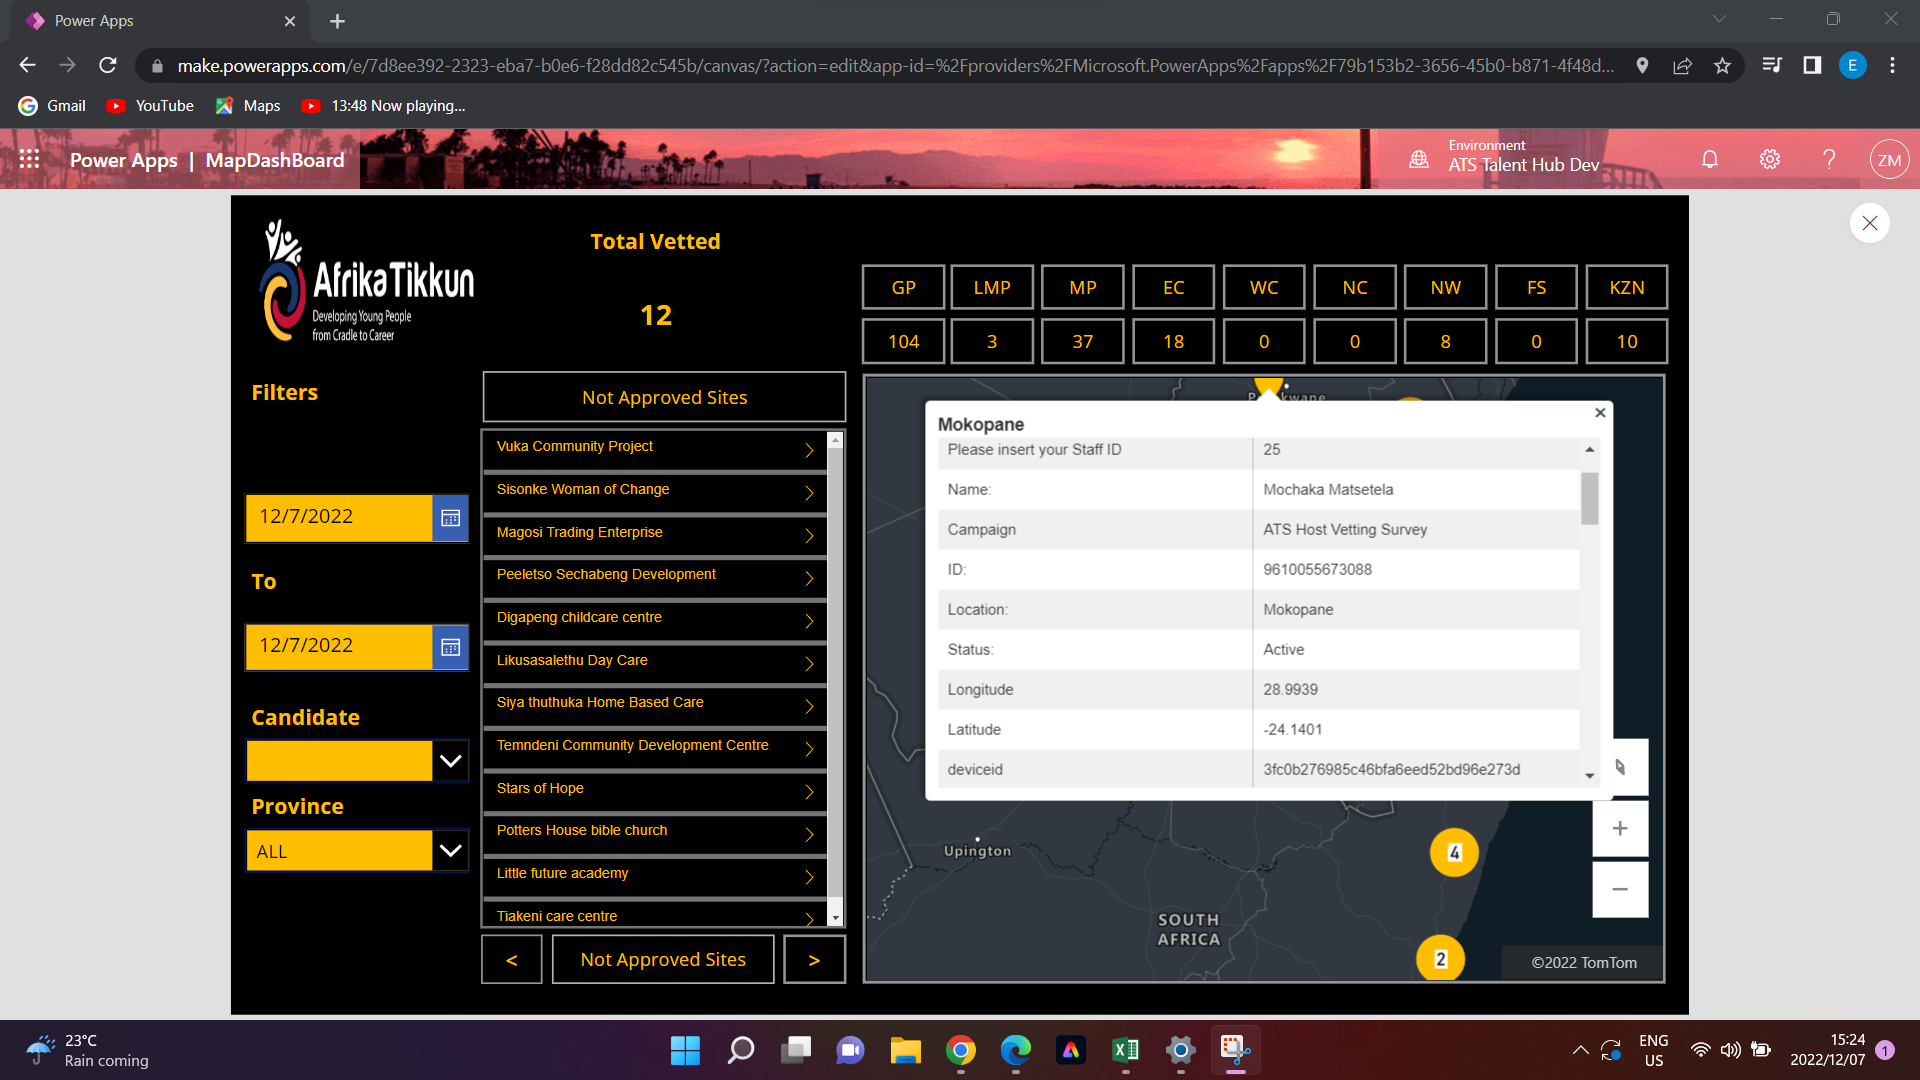 Power Apps
make.powerapps.com/e/7d8ee392-2323-eba7-b0e6-f28dd82c545b/canvas/?action=edit&app-id=%2Fproviders%2FMicrosoft.PowerApps%2Fapps%2F79b153b2-3656-45b0-b871-4f48d...
E
Gmail
YouTube
Maps
13:48 Now playing...
Power Apps | MapDashBoard
Environment
ATS Talent Hub Dev
ZM
AfrikaTikkun
Developing Young People
from Cradle to Career
Total Vetted
12
GP LMP MP EC WC NC NW FS KZN
104 3 37 18 0 0 8 0 10
Filters
12/7/2022
To
12/7/2022
Candidate
Province
ALL
Not Approved Sites
Vuka Community Project
Sisonke Woman of Change
Magosi Trading Enterprise
Peeletso Sechabeng Development
Digapeng childcare centre
Likusasalethu Day Care
Siya thuthuka Home Based Care
Temndeni Community Development Centre
Stars of Hope
Potters House bible church
Little future academy
Tiakeni care centre
< Not Approved Sites >
Mokopane
Please insert your Staff ID 25
Name: Mochaka Matsetela
Campaign ATS Host Vetting Survey
ID: 9610055673088
Location: Mokopane
Status: Active
Longitude 28.9939
Latitude -24.1401
deviceid 3fc0b276985c46bfa6eed52bd96e273d
Upington
4
SOUTH
AFRICA
2
©2022 TomTom
23°C
Rain coming
ENG
US
15:24
2022/12/07
1